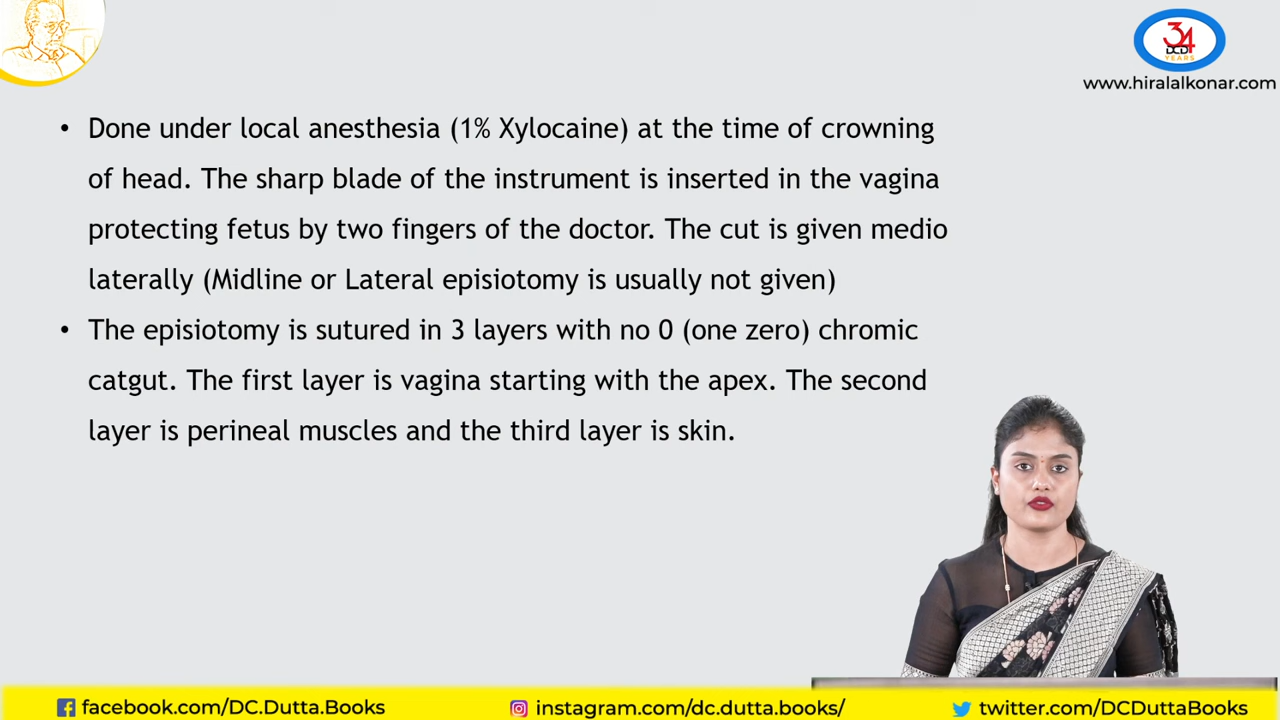 34
DCD
YEARS
www.hiralalkonar.com
• Done under local anesthesia (1% Xylocaine) at the time of crowning
of head. The sharp blade of the instrument is inserted in the vagina
protecting fetus by two fingers of the doctor. The cut is given medio
laterally (Midline or Lateral episiotomy is usually not given)
• The episiotomy is sutured in 3 layers with no 0 (one zero) chromic
catgut. The first layer is vagina starting with the apex. The second
layer is perineal muscles and the third layer is skin.
facebook.com/DC.Dutta.Books
instagram.com/dc.dutta.books/
twitter.com/DCDuttaBooks